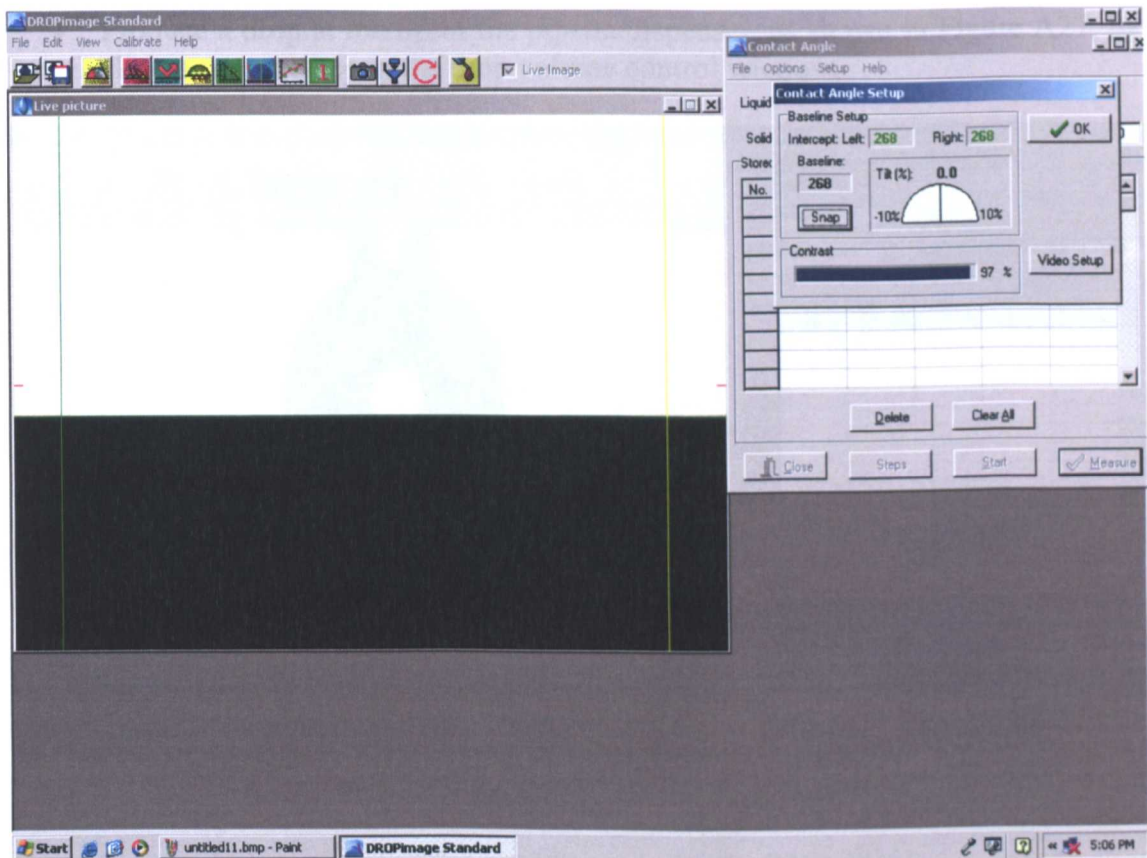 DROPimage Standard
File Edit View Calibrate Help
Live Image
Live picture
Contact Angle
File Options Setup Help
Liquid
Solid
Stored
No.
Contact Angle Setup
Baseline Setup
Intercept: Left: 268 Right: 268
OK
Baseline:
268
Snap
Tilt (%): 0.0
-10% 10%
Contrast
97 %
Video Setup
Delete Clear All
Close Steps Start Measure
Start untitled11.bmp - Paint DROPimage Standard « 5:06 PM